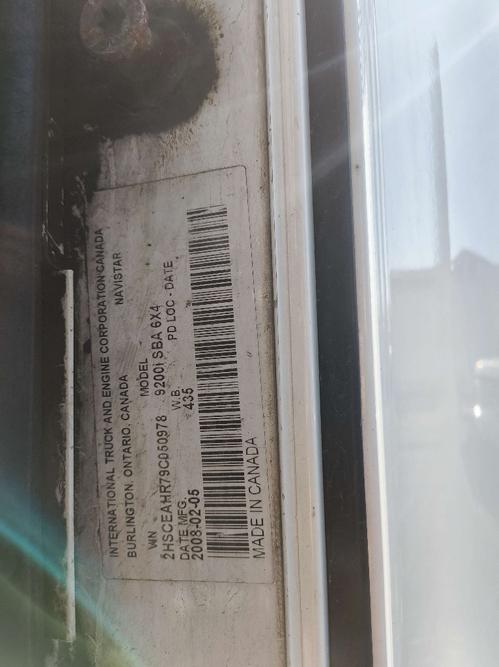 INTERNATIONAL TRUCK AND ENGINE CORPORATION CANADA
BURLINGTON, ONTARIO, CANADA NAVISTAR
VIN MODEL
2HSCEAHR79C050978 9200i SBA 6X4
DATE MFG. W.B. PD LOC - DATE
2008-02-05 435
MADE IN CANADA